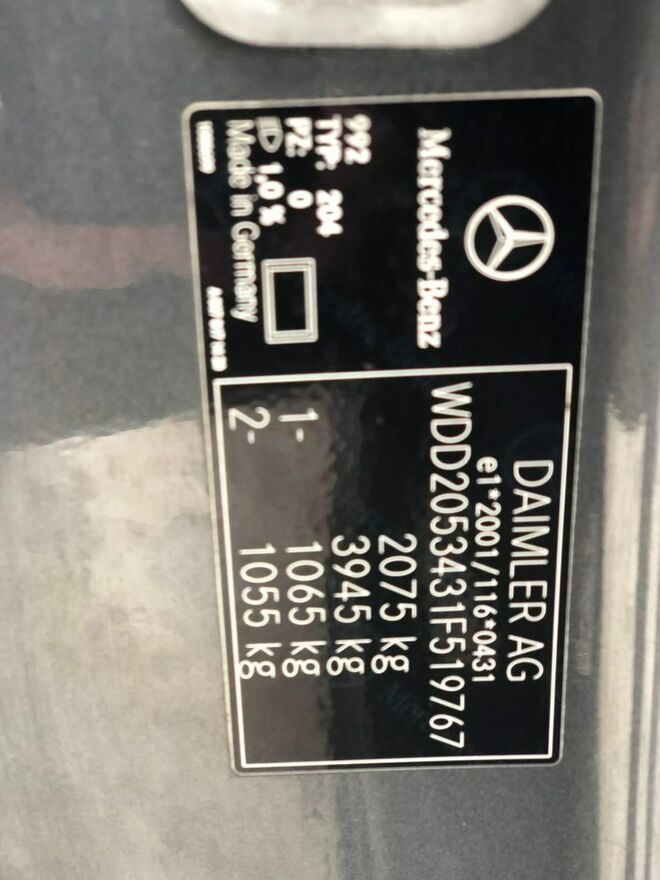 Mercedes-Benz
992
TYP: 204
PZ: 0
1,0 %
Made in Germany
DAIMLER AG
e1*2001/116*0431
WDD2053431F519767
2075 kg
3945 kg
1- 1065 kg
2- 1055 kg